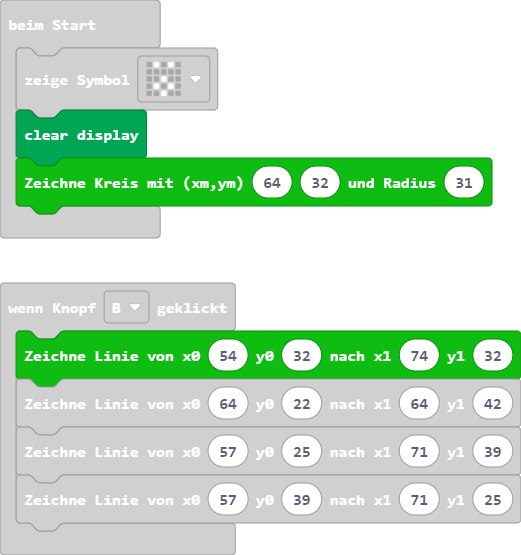 beim Start
zeige Symbol
clear display
Zeichne Kreis mit (xm,ym) 64 32 und Radius 31
wenn Knopf B geklickt
Zeichne Linie von x0 54 y0 32 nach x1 74 y1 32
Zeichne Linie von x0 64 y0 22 nach x1 64 y1 42
Zeichne Linie von x0 57 y0 25 nach x1 71 y1 39
Zeichne Linie von x0 57 y0 39 nach x1 71 y1 25